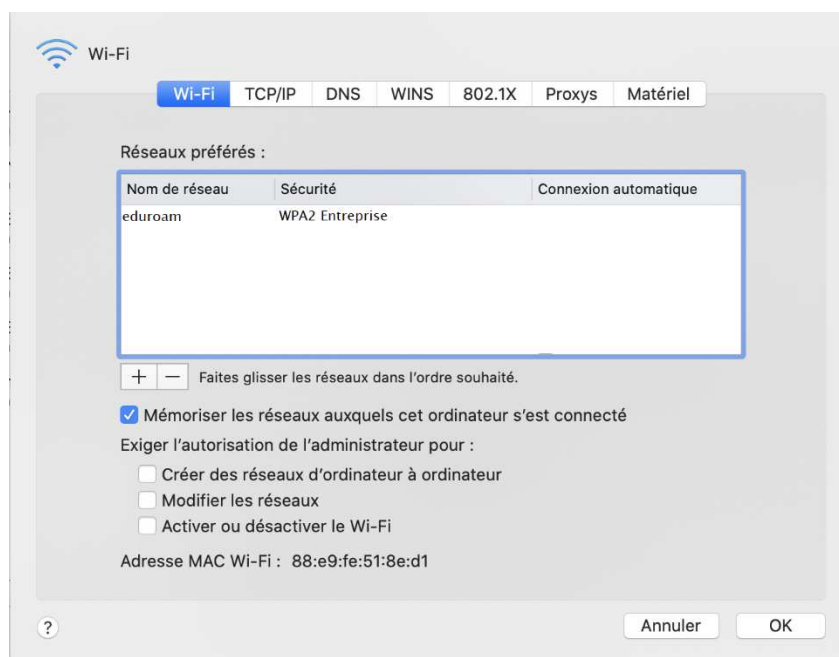 Wi-Fi
Wi-Fi TCP/IP DNS WINS 802.1X Proxys Matériel
Réseaux préférés :
Nom de réseau Sécurité Connexion automatique
eduroam WPA2 Entreprise
+ — Faites glisser les réseaux dans l'ordre souhaité.
Mémoriser les réseaux auxquels cet ordinateur s'est connecté
Exiger l'autorisation de l'administrateur pour :
Créer des réseaux d'ordinateur à ordinateur
Modifier les réseaux
Activer ou désactiver le Wi-Fi
Adresse MAC Wi-Fi : 88:e9:fe:51:8e:d1
? Annuler OK